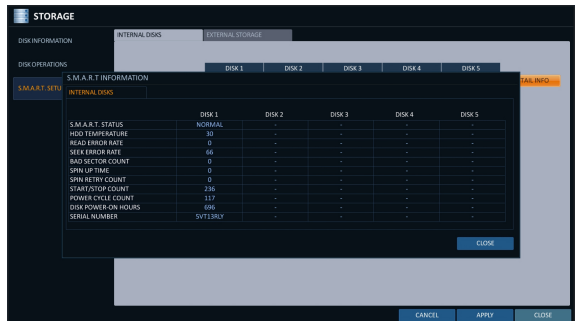 STORAGE
DISK INFORMATION
INTERNAL DISKS EXTERNAL STORAGE
DISK OPERATIONS
DISK 1 DISK 2 DISK 3 DISK 4 DISK 5
S.M.A.R.T. SETU
TAIL INFO
S.M.A.R.T INFORMATION
INTERNAL DISKS
DISK 1 DISK 2 DISK 3 DISK 4 DISK 5
S.M.A.R.T. STATUS NORMAL - - - -
HDD TEMPERATURE 30 - - - -
READ ERROR RATE 0 - - - -
SEEK ERROR RATE 66 - - - -
BAD SECTOR COUNT 0 - - - -
SPIN UP TIME 0 - - - -
SPIN RETRY COUNT 0 - - - -
START/STOP COUNT 236 - - - -
POWER CYCLE COUNT 117 - - - -
DISK POWER-ON HOURS 696 - - - -
SERIAL NUMBER 5VT13RLY - - - -
CLOSE
CANCEL APPLY CLOSE